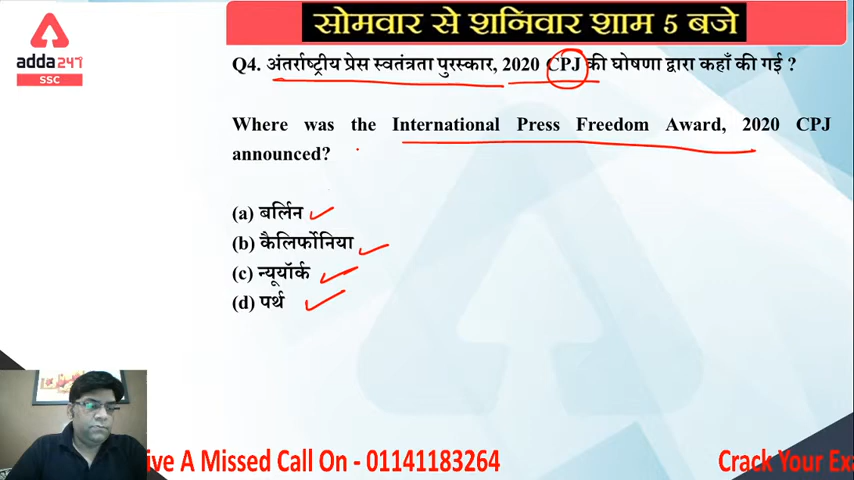 सोमवार से शनिवार शाम 5 बजे
adda247
SSC
Q4. अंतर्राष्ट्रीय प्रेस स्वतंत्रता पुरस्कार, 2020 CPJ की घोषणा द्वारा कहाँ की गई ?
Where was the International Press Freedom Award, 2020 CPJ
announced?
(a) बर्लिन
(b) कैलिफोर्निया
(c) न्यूयॉर्क
(d) पर्थ
ive A Missed Call On - 01141183264
Crack Your Exa